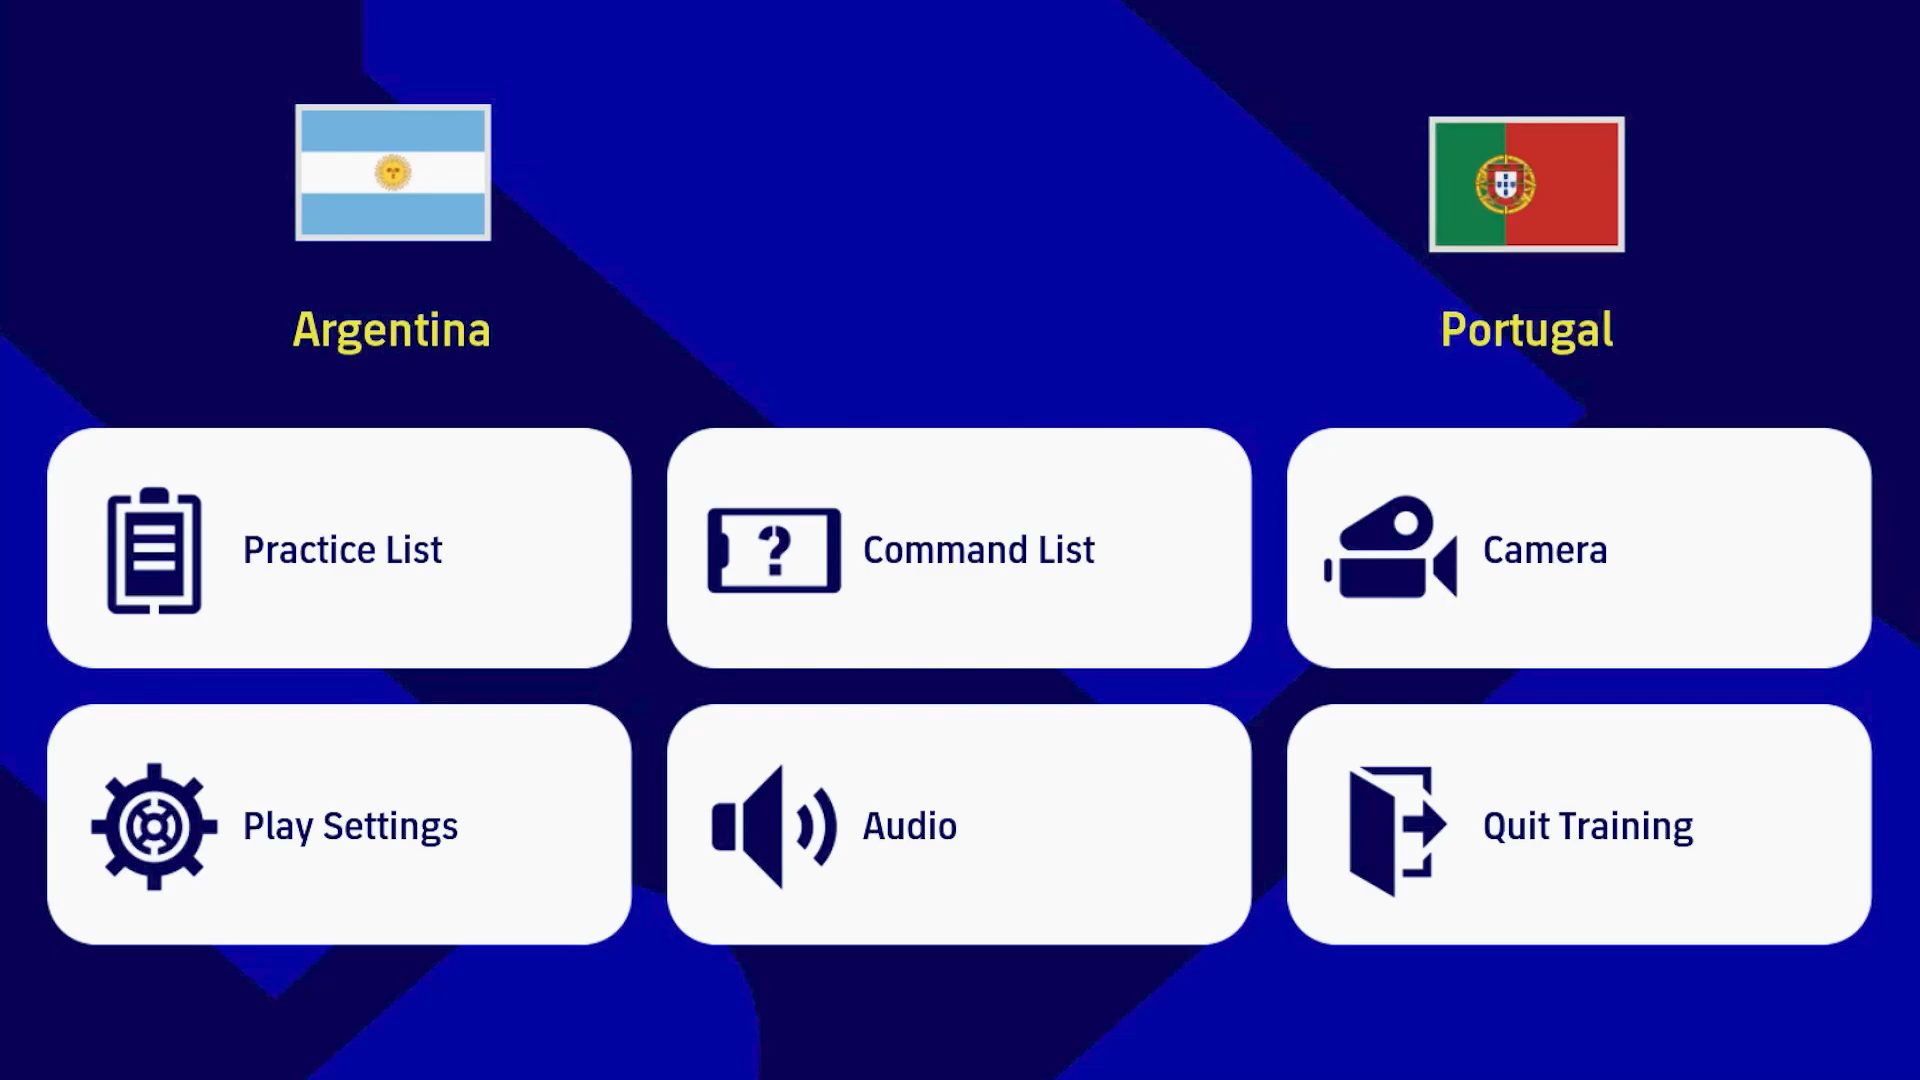 Argentina
Portugal
Practice List
?
Command List
Camera
Play Settings
Audio
Quit Training